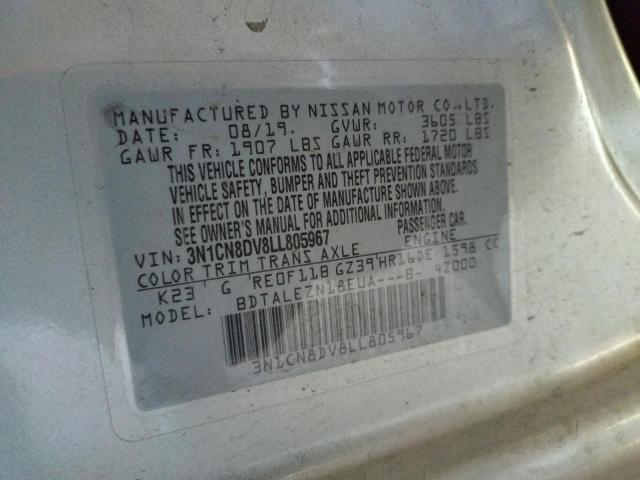 MANUFACTURED BY NISSAN MOTOR CO.,LTD.
DATE: 08/19. GVWR: 3605 LBS
GAWR FR: 1907 LBS GAWR RR: 1720 LBS
THIS VEHICLE CONFORMS TO ALL APPLICABLE FEDERAL MOTOR
VEHICLE SAFETY, BUMPER AND THEFT PREVENTION STANDARDS
IN EFFECT ON THE DATE OF MANUFACTURE SHOWN ABOVE.
SEE OWNER'S MANUAL FOR ADDITIONAL INFORMATION.
VIN: 3N1CN8DV8LL805967 PASSENGER CAR.
COLOR TRIM TRANS AXLE ENGINE
K23 G RE0F11B GZ39 HR16DE 1598 CC
MODEL: BDTALEZN18EUA---B- 4Z000
3N1CN8DV8LL805967